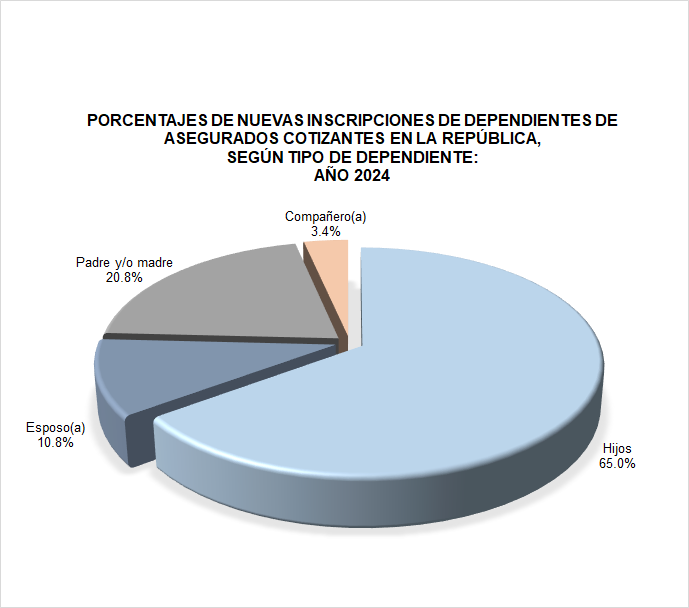 PORCENTAJES DE NUEVAS INSCRIPCIONES DE DEPENDIENTES DE
ASEGURADOS COTIZANTES EN LA REPÚBLICA,
SEGÚN TIPO DE DEPENDIENTE:
AÑO 2024
Compañero(a)
3.4%
Padre y/o madre
20.8%
Esposo(a)
10.8%
Hijos
65.0%